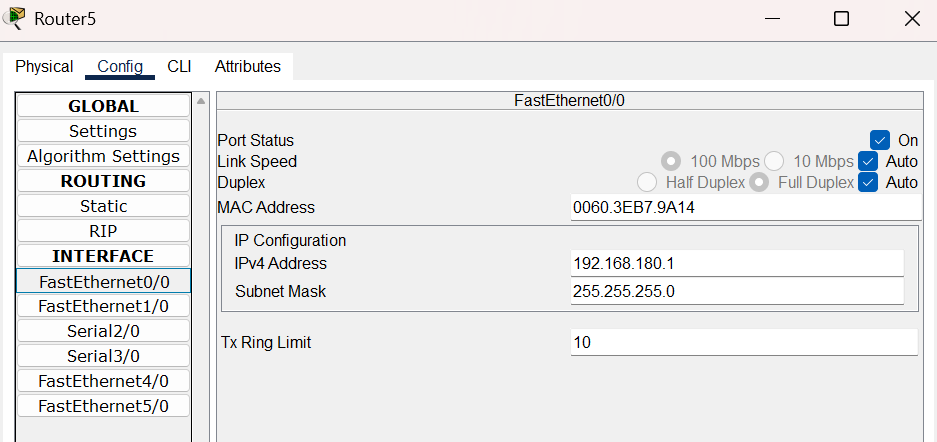 Router5
Physical Config CLI Attributes
GLOBAL
Settings
Algorithm Settings
ROUTING
Static
RIP
INTERFACE
FastEthernet0/0
FastEthernet1/0
Serial2/0
Serial3/0
FastEthernet4/0
FastEthernet5/0
FastEthernet0/0
Port Status On
Link Speed 100 Mbps 10 Mbps Auto
Duplex Half Duplex Full Duplex Auto
MAC Address 0060.3EB7.9A14
IP Configuration
IPv4 Address 192.168.180.1
Subnet Mask 255.255.255.0
Tx Ring Limit 10